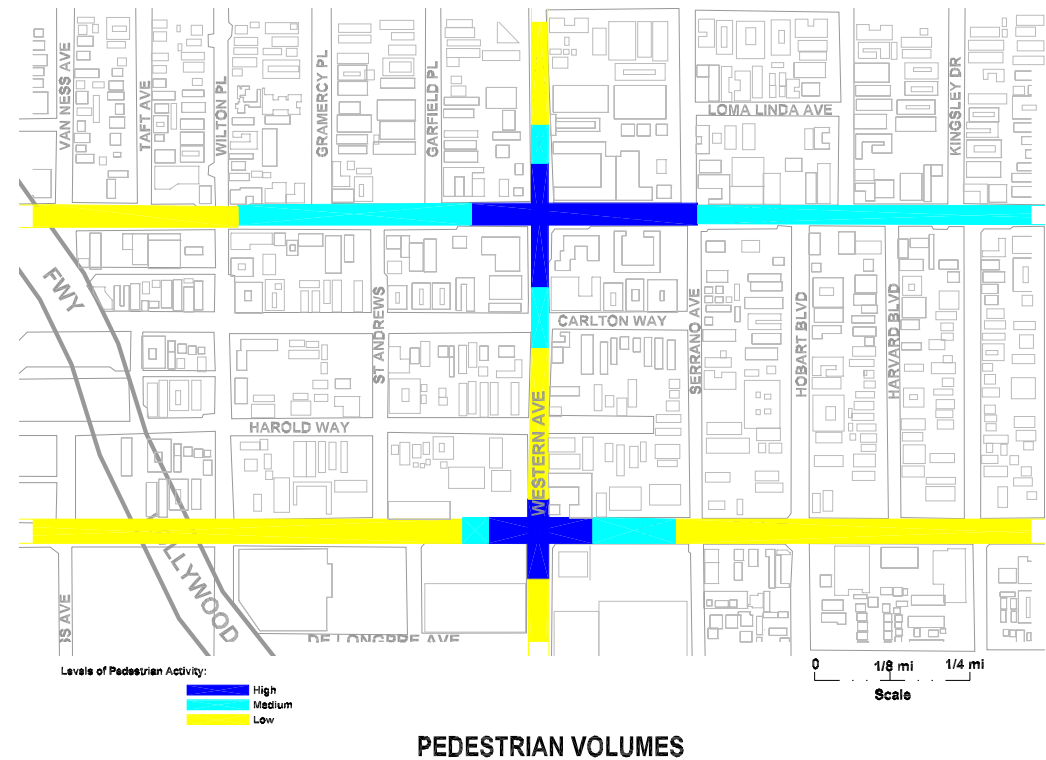 VAN NESS AVE
TAFT AVE
WILTON PL
GRAMERCY PL
GARFIELD PL
LOMA LINDA AVE
KINGSLEY DR
FWY
ST ANDREWS
CARLTON WAY
SERRANO AVE
HOBART BLVD
HARVARD BLVD
HAROLD WAY
WESTERN AVE
LLYWOOD
SS AVE
DE LONGPRE AVE
Levels of Pedestrian Activity:
High
Medium
Low
0 1/8 mi 1/4 mi
Scale
PEDESTRIAN VOLUMES